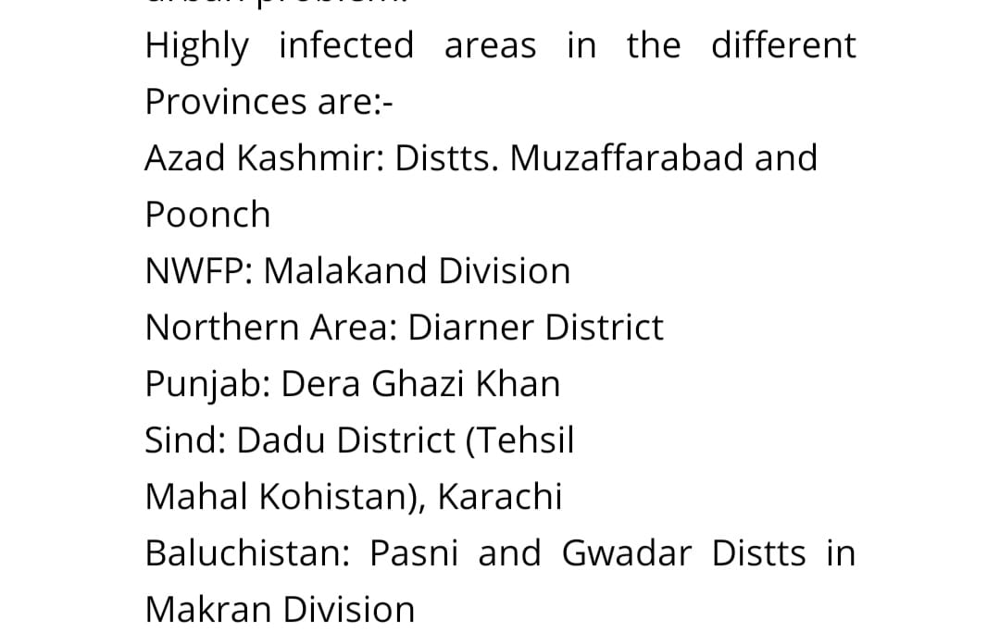 Highly infected areas in the different
Provinces are:-
Azad Kashmir: Distts. Muzaffarabad and
Poonch
NWFP: Malakand Division
Northern Area: Diarner District
Punjab: Dera Ghazi Khan
Sind: Dadu District (Tehsil
Mahal Kohistan), Karachi
Baluchistan: Pasni and Gwadar Distts in
Makran Division